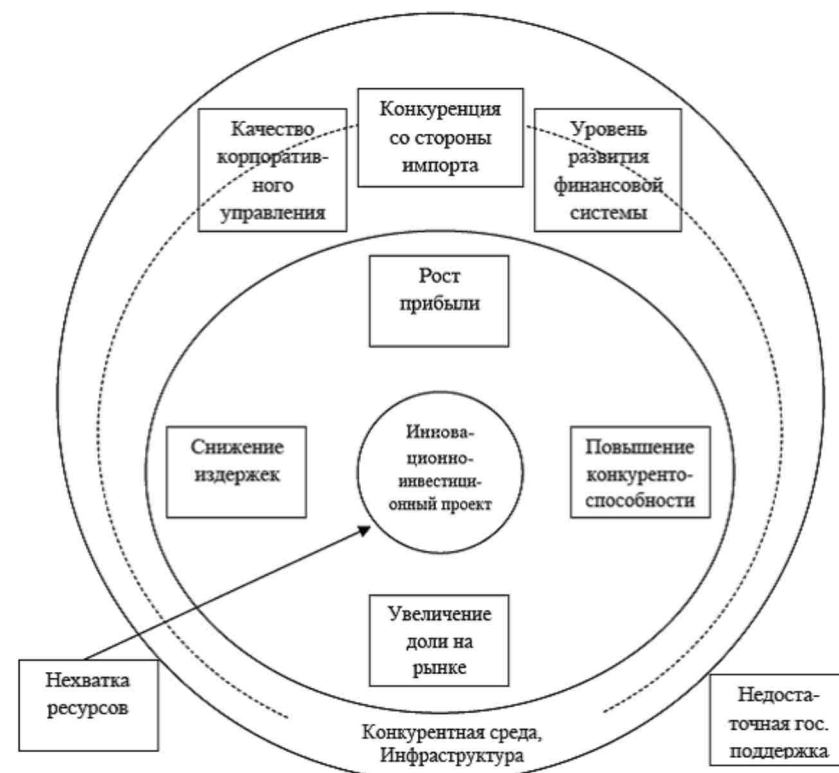 Конкуренция
со стороны
импорта
Качество
корпоратив-
ного
управления
Уровень
развития
финансовой
системы
Рост
прибыли
Снижение
издержек
Иннова-
ционно-
инвестици-
онный проект
Повышение
конкуренто-
способности
Увеличение
доли на
рынке
Нехватка
ресурсов
Недоста-
точная гос.
поддержка
Конкурентная среда,
Инфраструктура